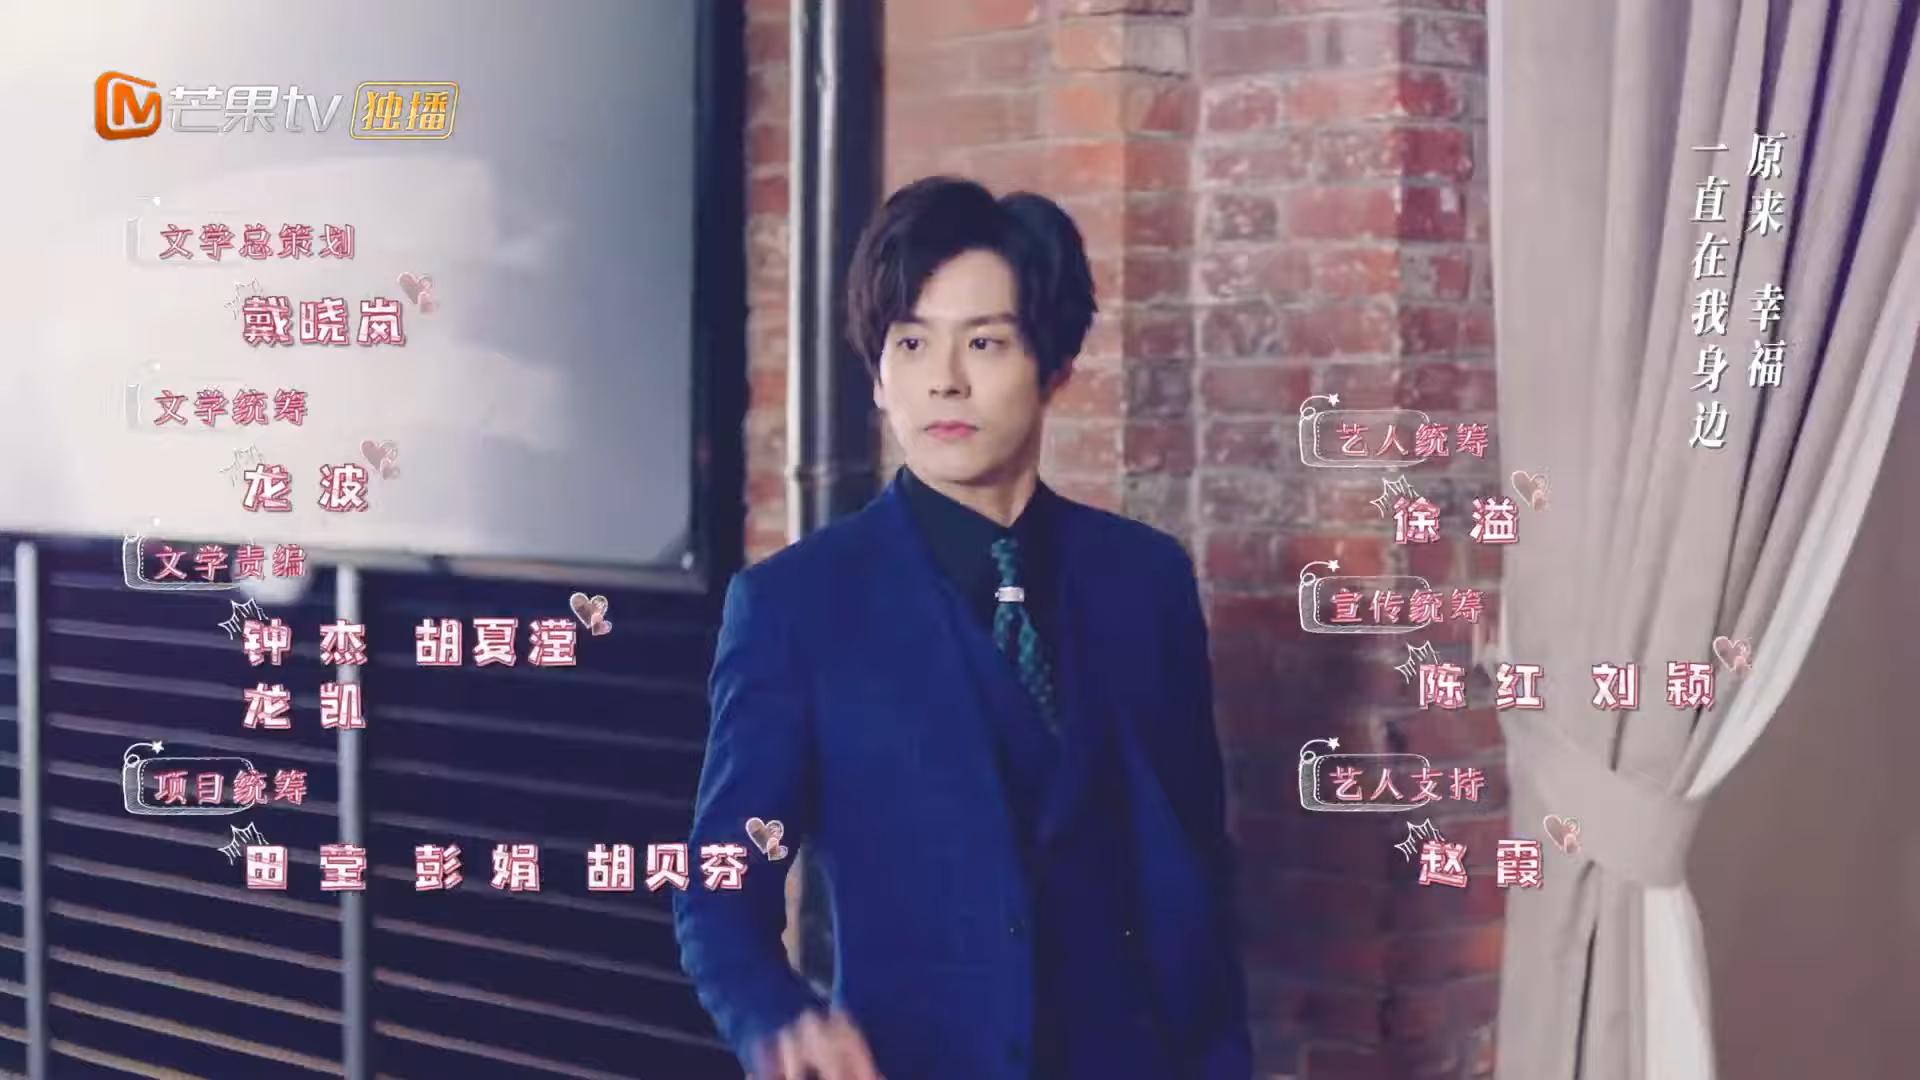 芒果tv 独播
文学总策划
戴晓岚
文学统筹
龙 波
文学责编
钟 杰 胡夏滢
龙 凯
项目统筹
田 莹 彭 娟 胡贝芬
原来 幸福
一直在我身边
艺人统筹
徐 溢
宣传统筹
陈 红 刘 颖
艺人支持
赵 霞